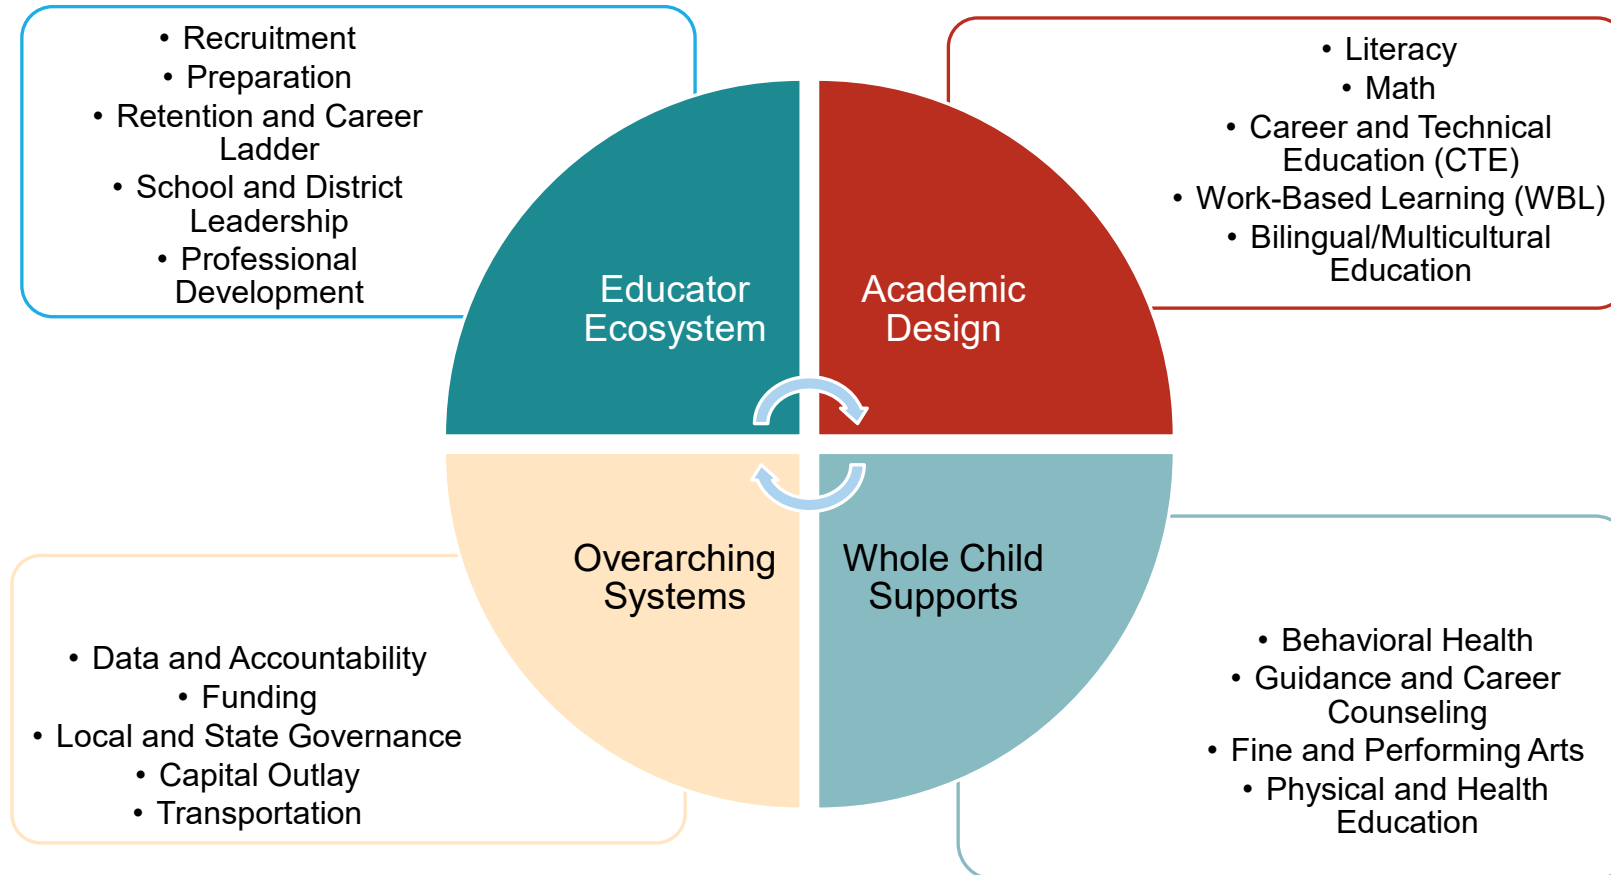 • Recruitment
• Preparation
• Retention and Career
Ladder
• School and District
Leadership
• Professional
Development
• Literacy
• Math
• Career and Technical
Education (CTE)
• Work-Based Learning (WBL)
• Bilingual/Multicultural
Education
Educator
Ecosystem
Academic
Design
Overarching
Systems
Whole Child
Supports
• Data and Accountability
• Funding
• Local and State Governance
• Capital Outlay
• Transportation
• Behavioral Health
• Guidance and Career
Counseling
• Fine and Performing Arts
• Physical and Health
Education